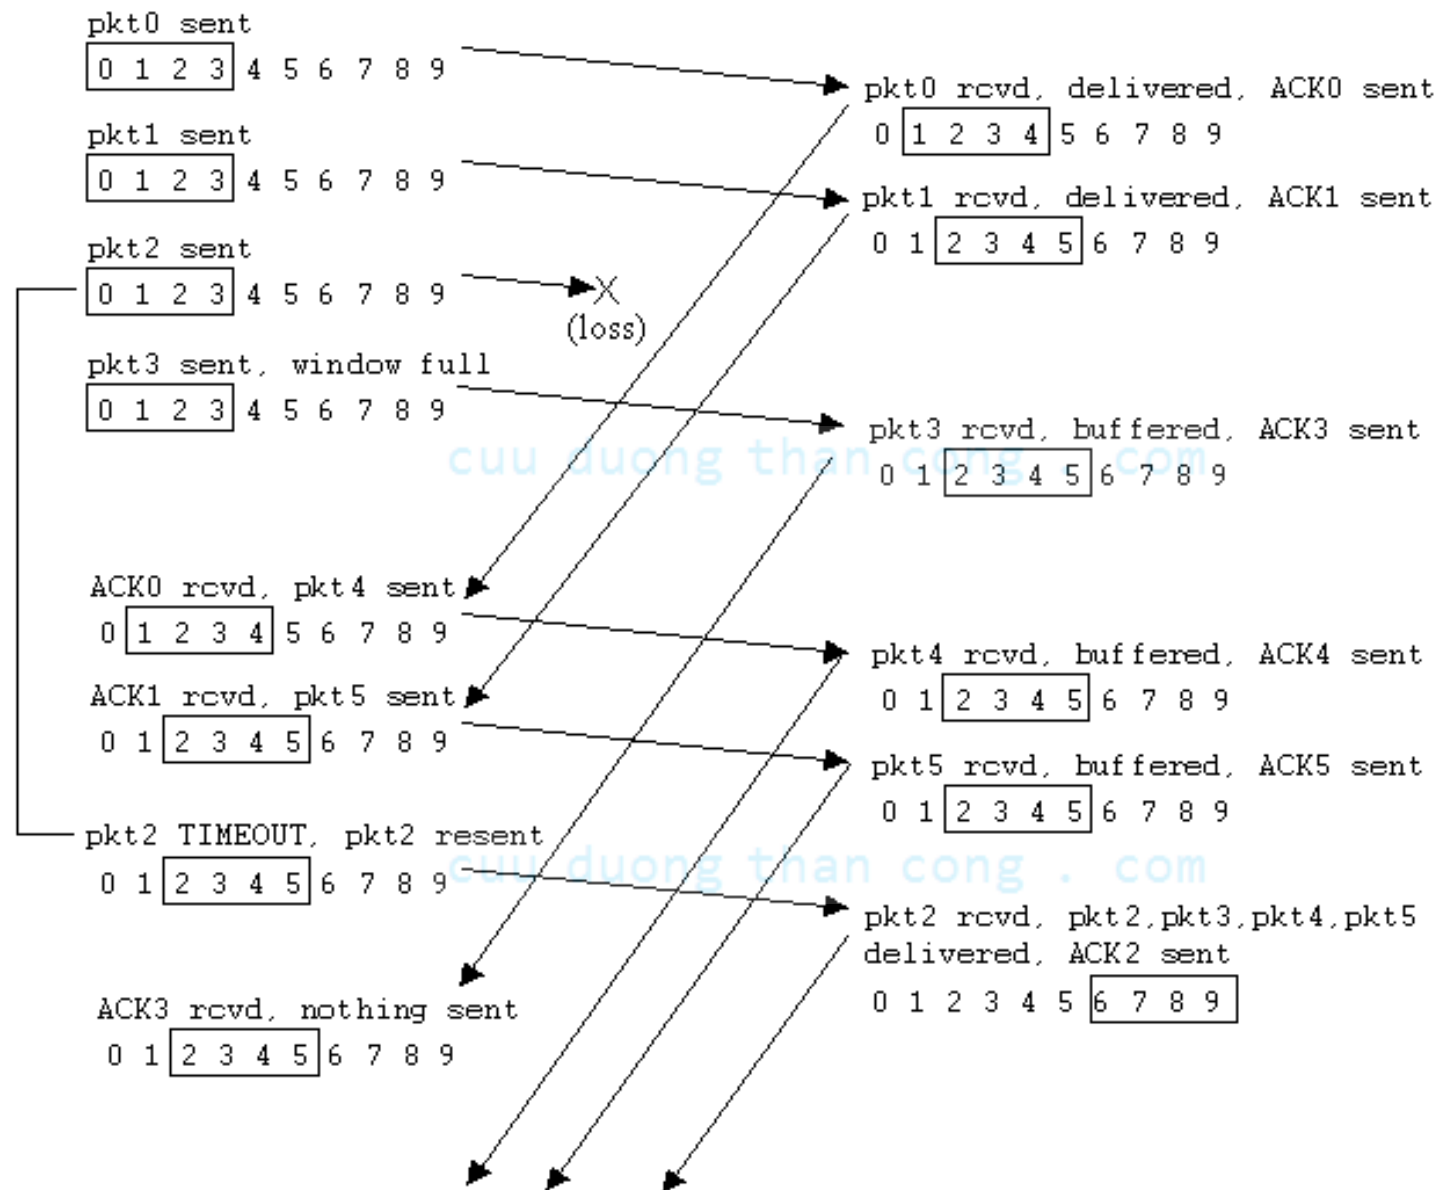 pkt0 sent
0 1 2 3 4 5 6 7 8 9
pkt1 sent
0 1 2 3 4 5 6 7 8 9
pkt2 sent
0 1 2 3 4 5 6 7 8 9
(loss)
pkt3 sent, window full
0 1 2 3 4 5 6 7 8 9
ACK0 rcvd, pkt4 sent
0 1 2 3 4 5 6 7 8 9
ACK1 rcvd, pkt5 sent
0 1 2 3 4 5 6 7 8 9
pkt2 TIMEOUT, pkt2 resent
0 1 2 3 4 5 6 7 8 9
ACK3 rcvd, nothing sent
0 1 2 3 4 5 6 7 8 9
pkt0 rcvd, delivered, ACK0 sent
0 1 2 3 4 5 6 7 8 9
pkt1 rcvd, delivered, ACK1 sent
0 1 2 3 4 5 6 7 8 9
pkt3 rcvd, buffered, ACK3 sent
0 1 2 3 4 5 6 7 8 9
pkt4 rcvd, buffered, ACK4 sent
0 1 2 3 4 5 6 7 8 9
pkt5 rcvd, buffered, ACK5 sent
0 1 2 3 4 5 6 7 8 9
pkt2 rcvd, pkt2,pkt3,pkt4,pkt5
delivered, ACK2 sent
0 1 2 3 4 5 6 7 8 9
cuu duong than cong . com
cuu duong than cong . com